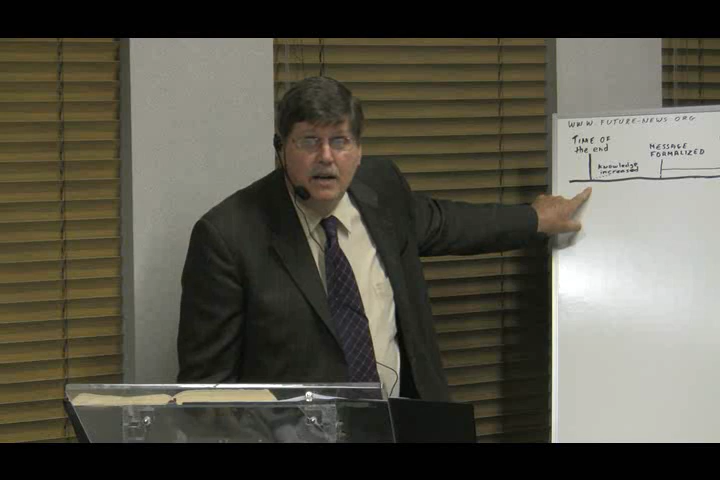 WWW.FUTURE-NEWS.ORG
TIME OF
the end
MESSAGE
FORMALIZED
Knowledge
increased